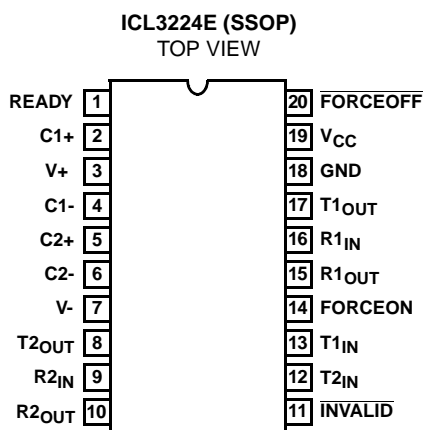 ICL3224E (SSOP)
TOP VIEW
READY 1 20 FORCEOFF
C1+ 2 19 VCC
V+ 3 18 GND
C1- 4 17 T1OUT
C2+ 5 16 R1IN
C2- 6 15 R1OUT
V- 7 14 FORCEON
T2OUT 8 13 T1IN
R2IN 9 12 T2IN
R2OUT 10 11 INVALID